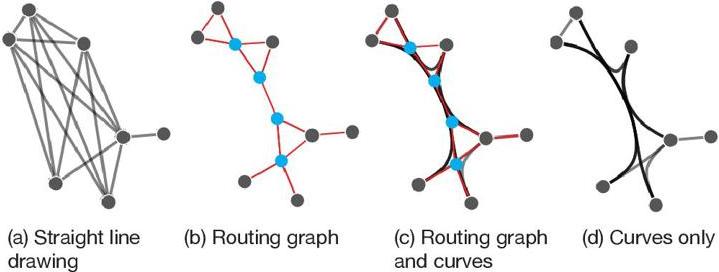 (a) Straight line
drawing
(b) Routing graph
(c) Routing graph
and curves
(d) Curves only